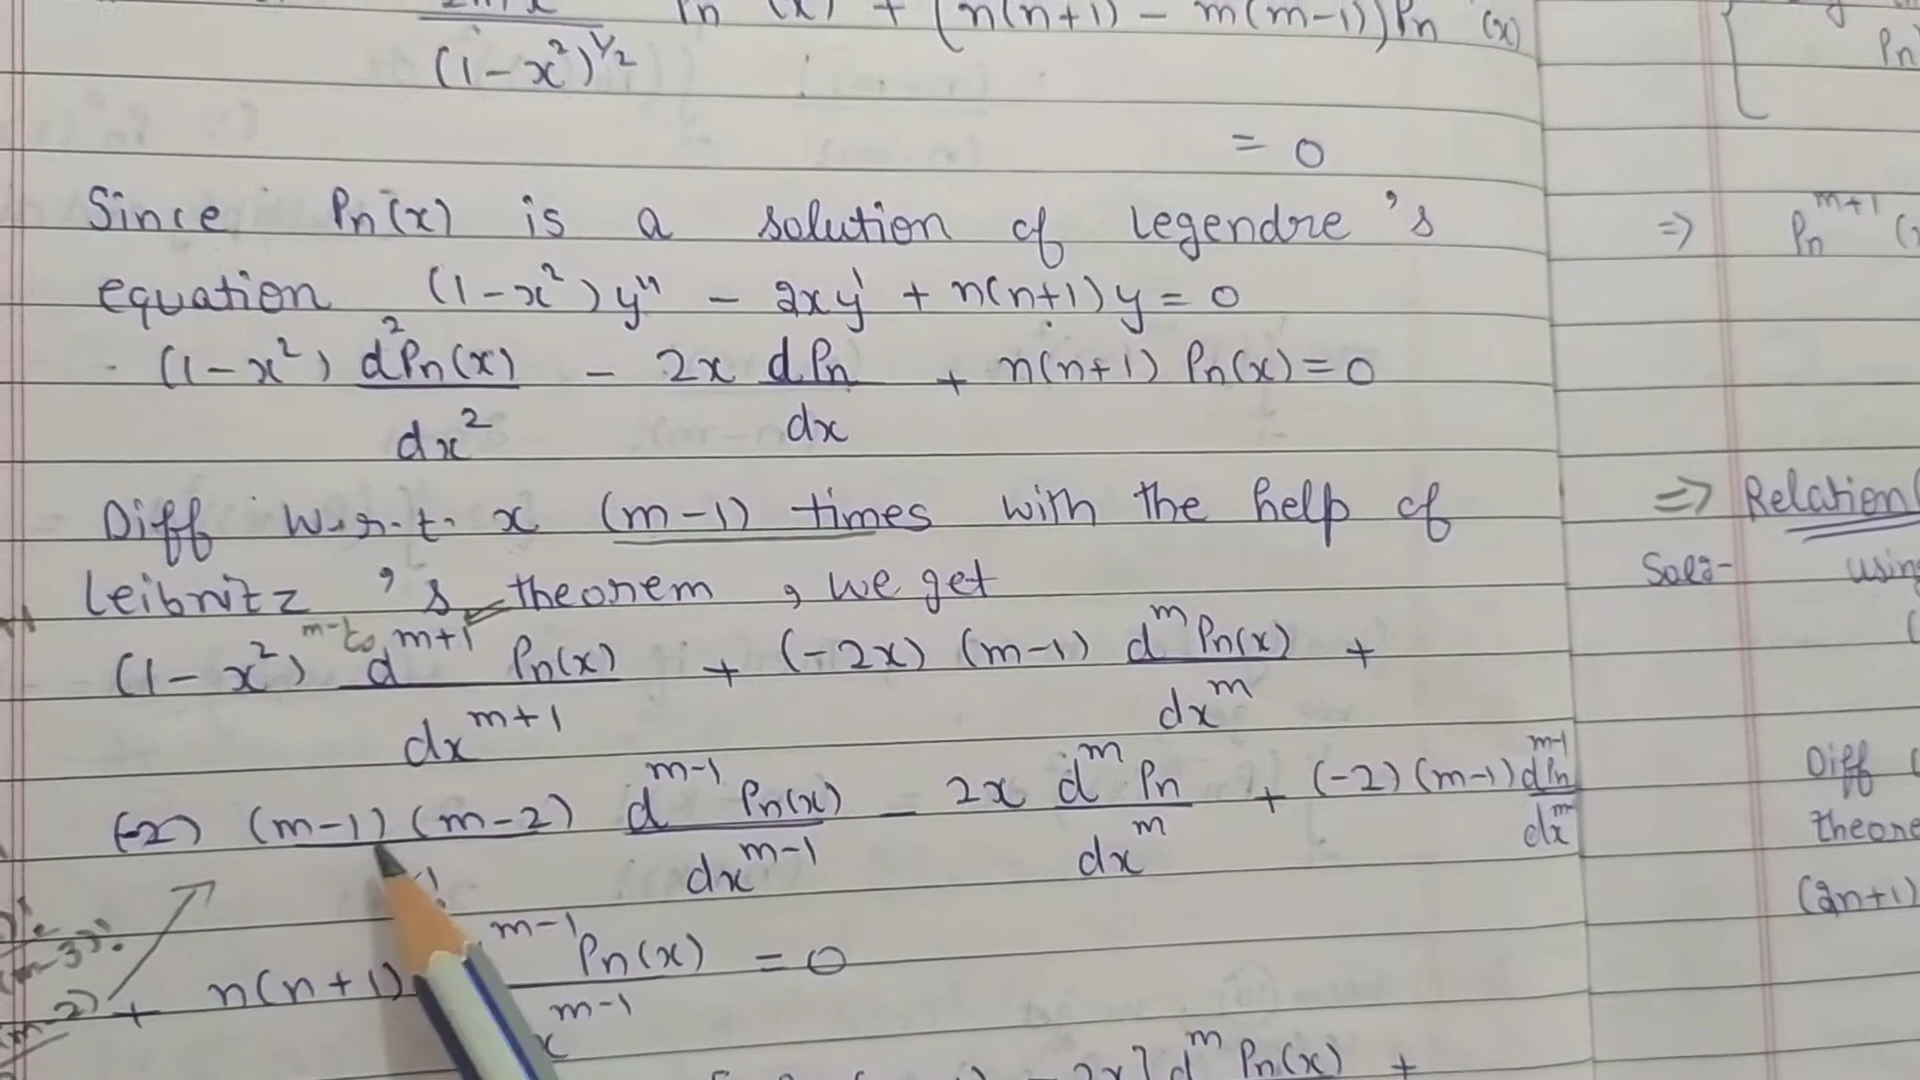 (x) + (n(n+1) - m(m-1)) Pn (x)
(1-x²)^1/2
= 0
Since Pn(x) is a solution of legendre's
equation (1-x²)y" - 2xy' + n(n+1)y = 0
(1-x²) d²Pn(x) - 2x dPn + n(n+1) Pn(x) = 0
dx² dx
Diff w.r.t. x (m-1) times with the help of
Leibnitz's theorem, we get
(1-x²) d^m+1 Pn(x) + (-2x) (m-1) d^m Pn(x) +
dx^m+1 dx^m
(-2) (m-1)(m-2) d^m-1 Pn(x) - 2x d^m Pn + (-2)(m-1) d^m-1 Pn
dx^m-1 dx^m dx^m
+ n(n+1) m-1 Pn(x) = 0
x^m-1
- 2x] d^m Pn(x) +
Pn
=> Pn^m+1 (
=> Relation
Diff
(2n+1)